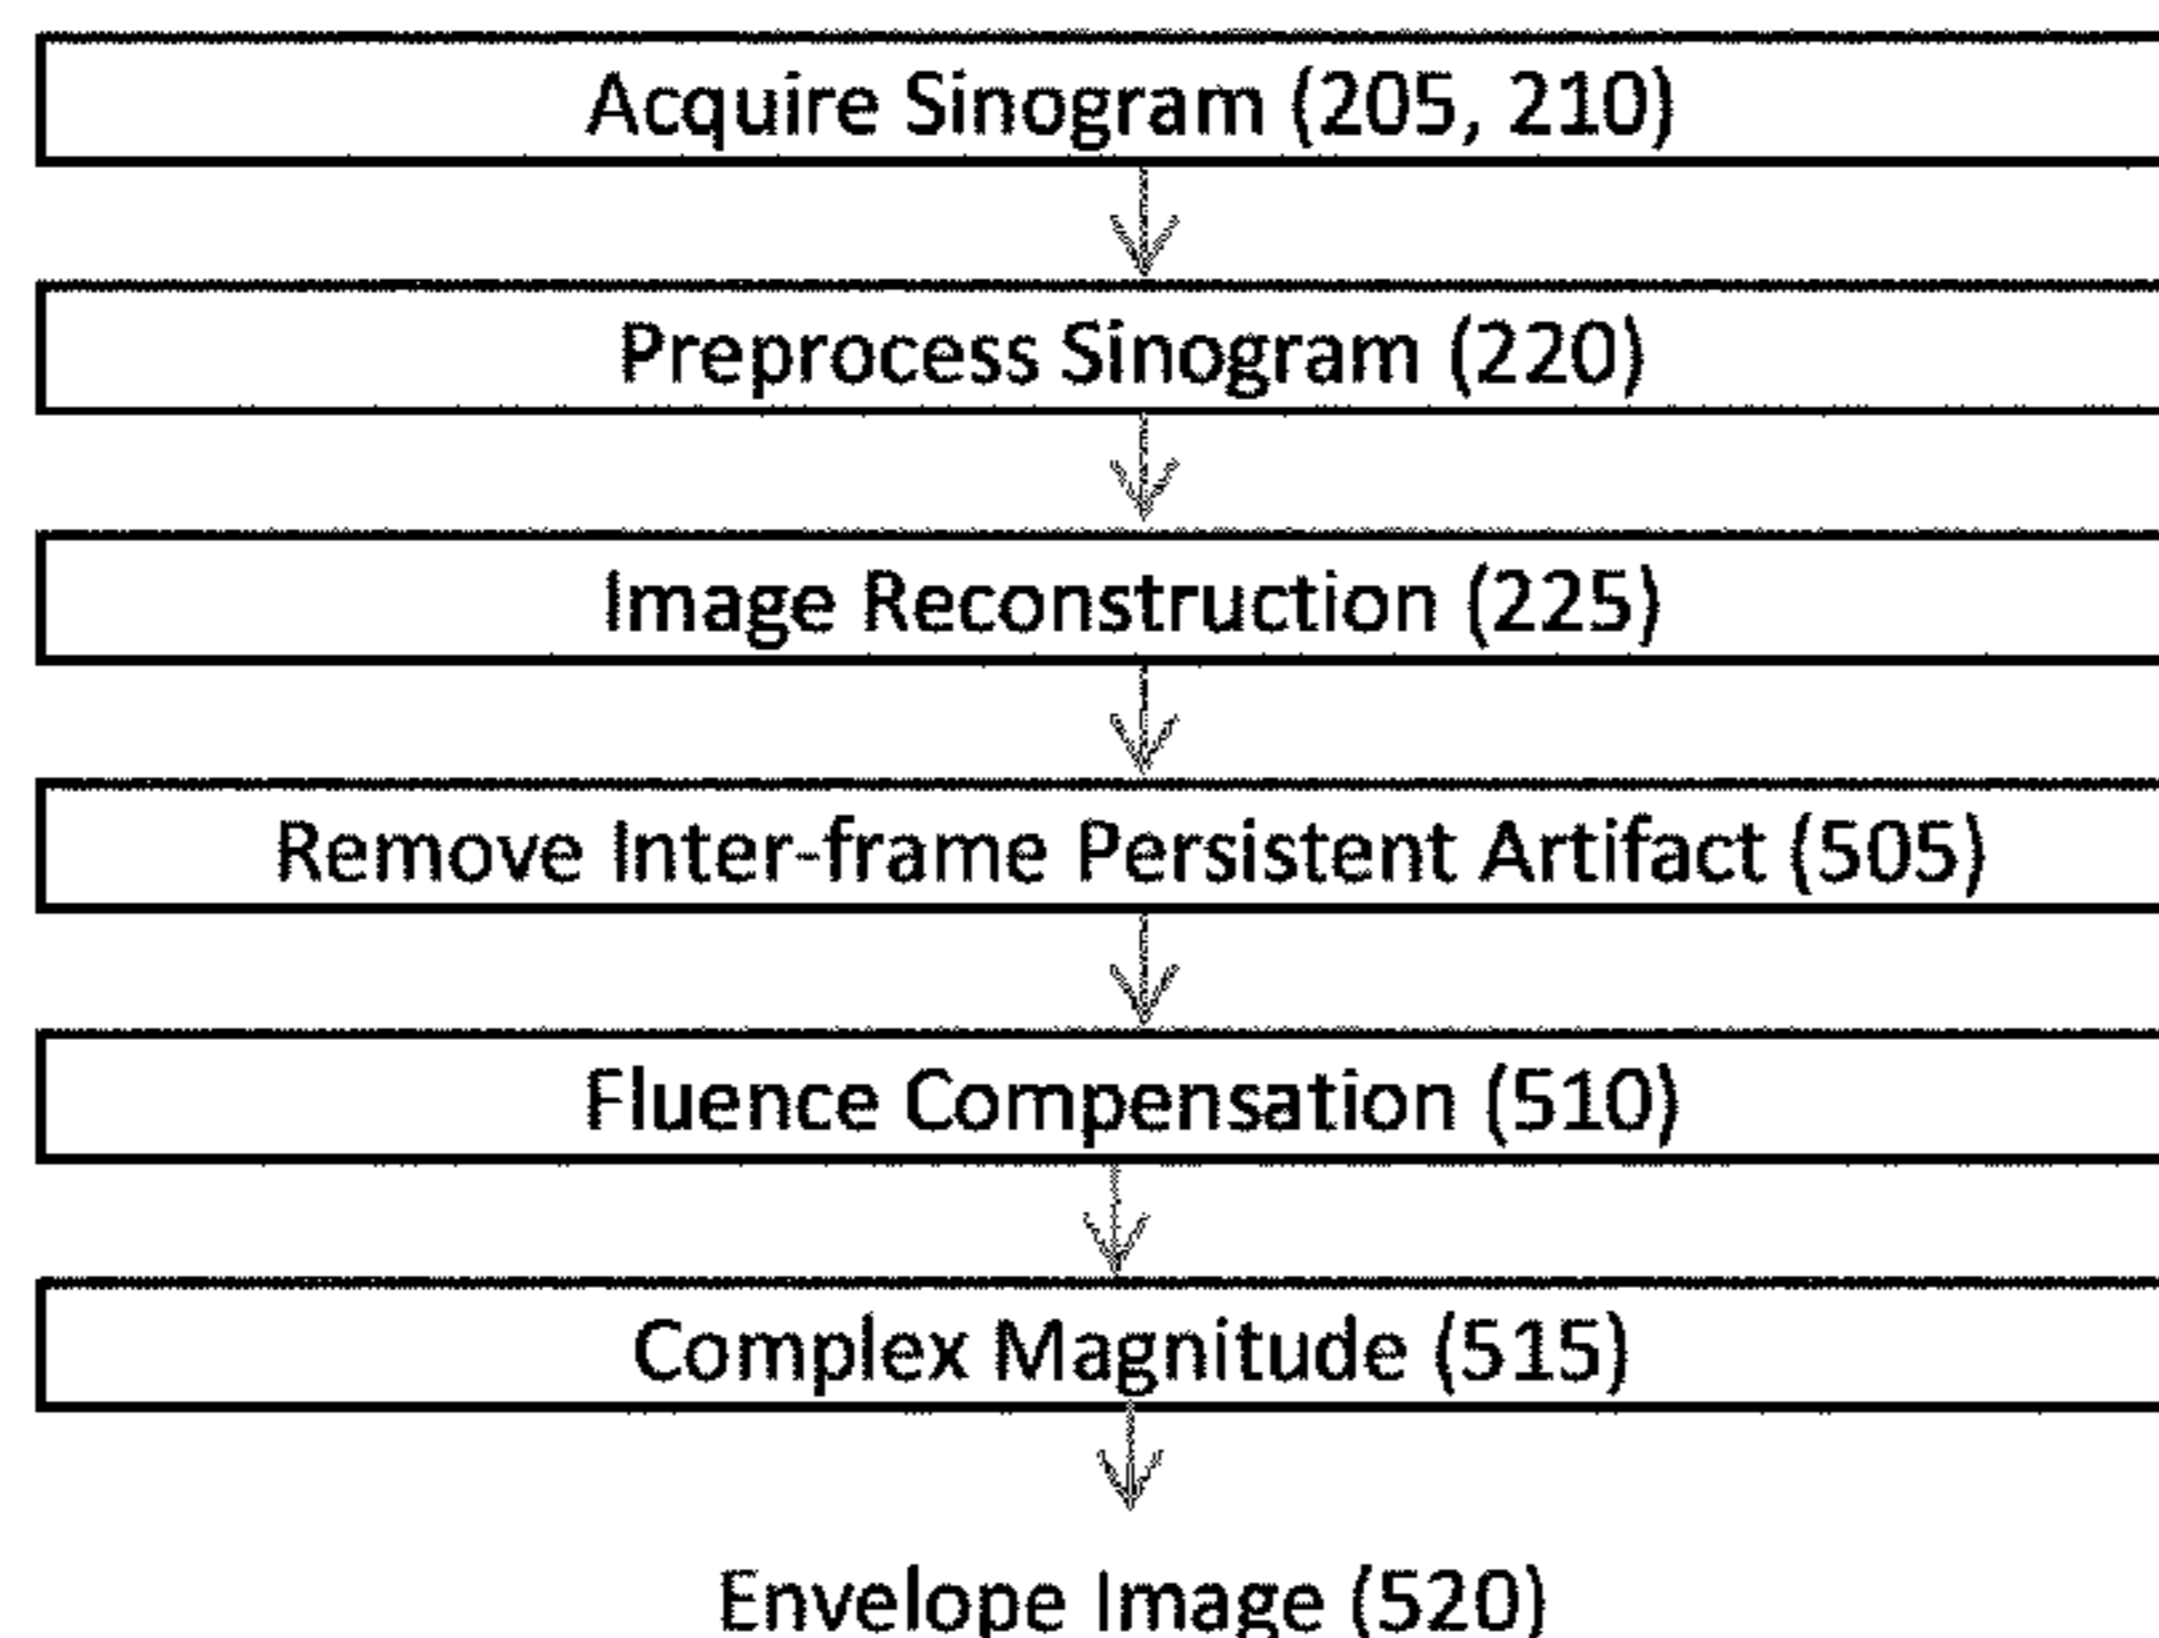 Acquire Sinogram (205, 210)
Preprocess Sinogram (220)
Image Reconstruction (225)
Remove Inter-frame Persistent Artifact (505)
Fluence Compensation (510)
Complex Magnitude (515)
Envelope Image (520)